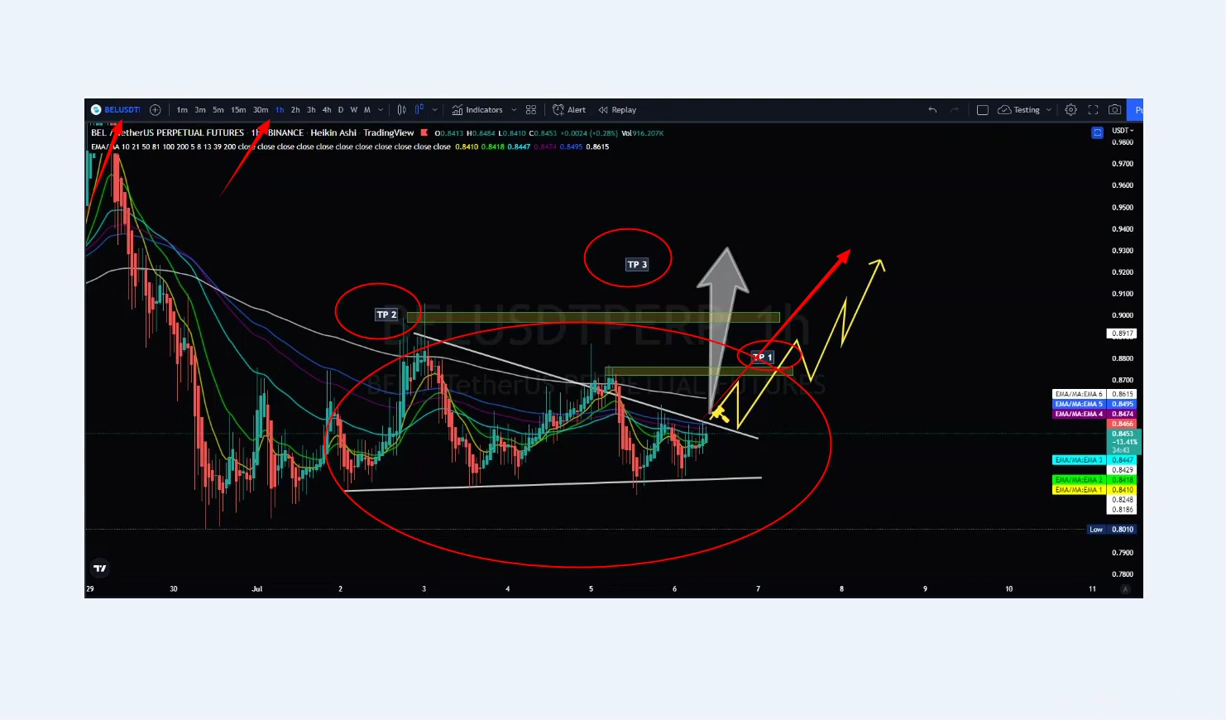 BELUSDT 1m 3m 5m 15m 30m 1h 2h 3h 4h D W M Indicators Alert Replay Testing
BEL / TetherUS PERPETUAL FUTURES · 1h · BINANCE · Heikin Ashi · TradingView O0.8413 H0.8484 L0.8410 C0.8453 +0.0024 (+0.28%) Vol916.207K
EMA/MA 10 21 50 81 100 200 5 8 13 39 200 close close close close close close close close close close close 0.8410 0.8418 0.8447 0.8474 0.8495 0.8615
USDT
0.9800
0.9700
0.9600
0.9500
0.9400
0.9300
0.9200
0.9100
0.9000
0.8917
0.8800
0.8700
TP 3
TP 2
TP 1
BELUSDTPERP, 1h
BEL / TetherUS PERPETUAL FUTURES
EMA/MA:EMA 6 0.8615
EMA/MA:EMA 5 0.8495
EMA/MA:EMA 4 0.8474
0.8466
0.8453
−13.41%
34:43
EMA/MA:EMA 3 0.8447
0.8429
EMA/MA:EMA 2 0.8418
EMA/MA:EMA 1 0.8410
0.8248
0.8186
Low 0.8010
0.7900
0.7800
29 30 Jul 2 3 4 5 6 7 8 9 10 11
A